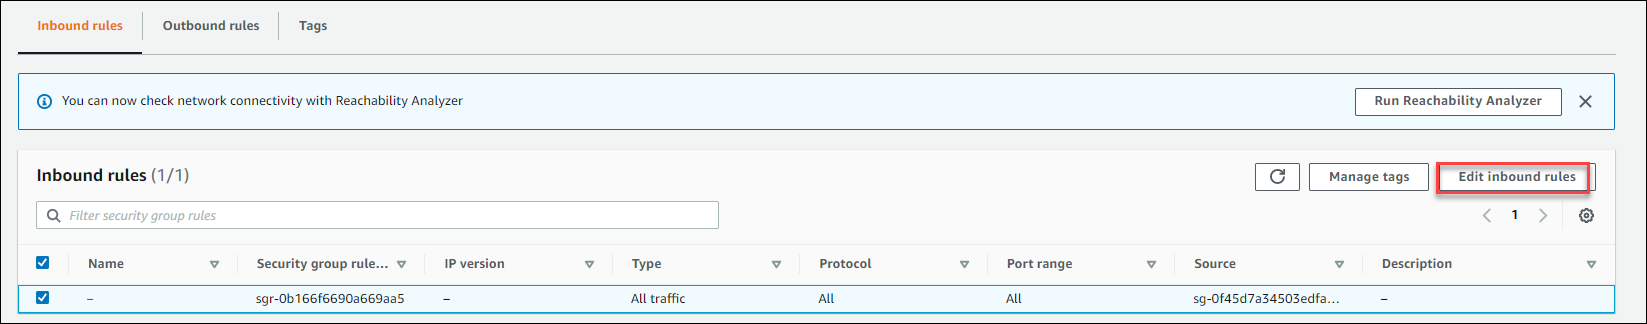 Inbound rules Outbound rules Tags
You can now check network connectivity with Reachability Analyzer Run Reachability Analyzer
Inbound rules (1/1) Manage tags Edit inbound rules
Filter security group rules 1
Name Security group rule... IP version Type Protocol Port range Source Description
– sgr-0b166f6690a669aa5 – All traffic All All sg-0f45d7a34503edfa... –